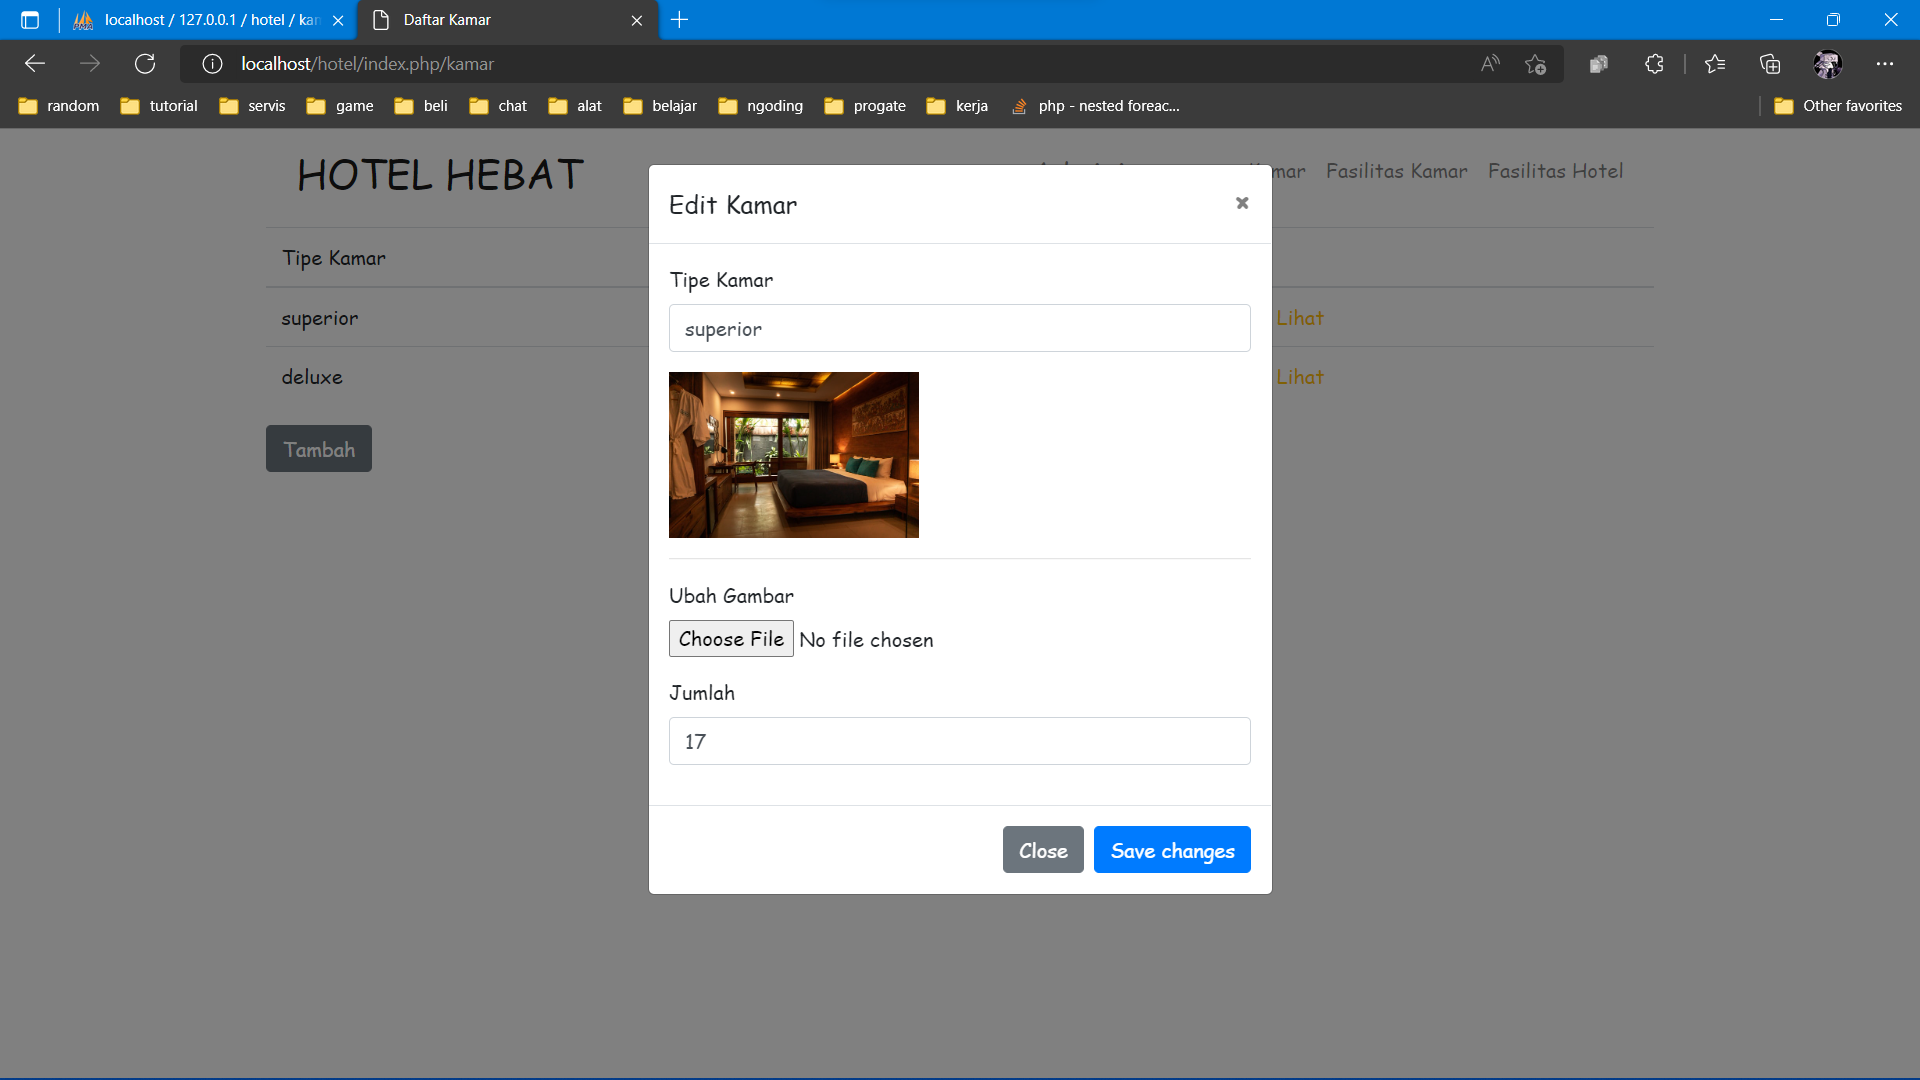 localhost / 127.0.0.1 / hotel / kan
Daftar Kamar
localhost/hotel/index.php/kamar
random
tutorial
servis
game
beli
chat
alat
belajar
ngoding
progate
kerja
php - nested foreac...
Other favorites
HOTEL HEBAT
Fasilitas Kamar
Fasilitas Hotel
Edit Kamar
Tipe Kamar
Tipe Kamar
superior
superior
Lihat
deluxe
Lihat
Tambah
Ubah Gambar
Choose File No file chosen
Jumlah
17
Close
Save changes